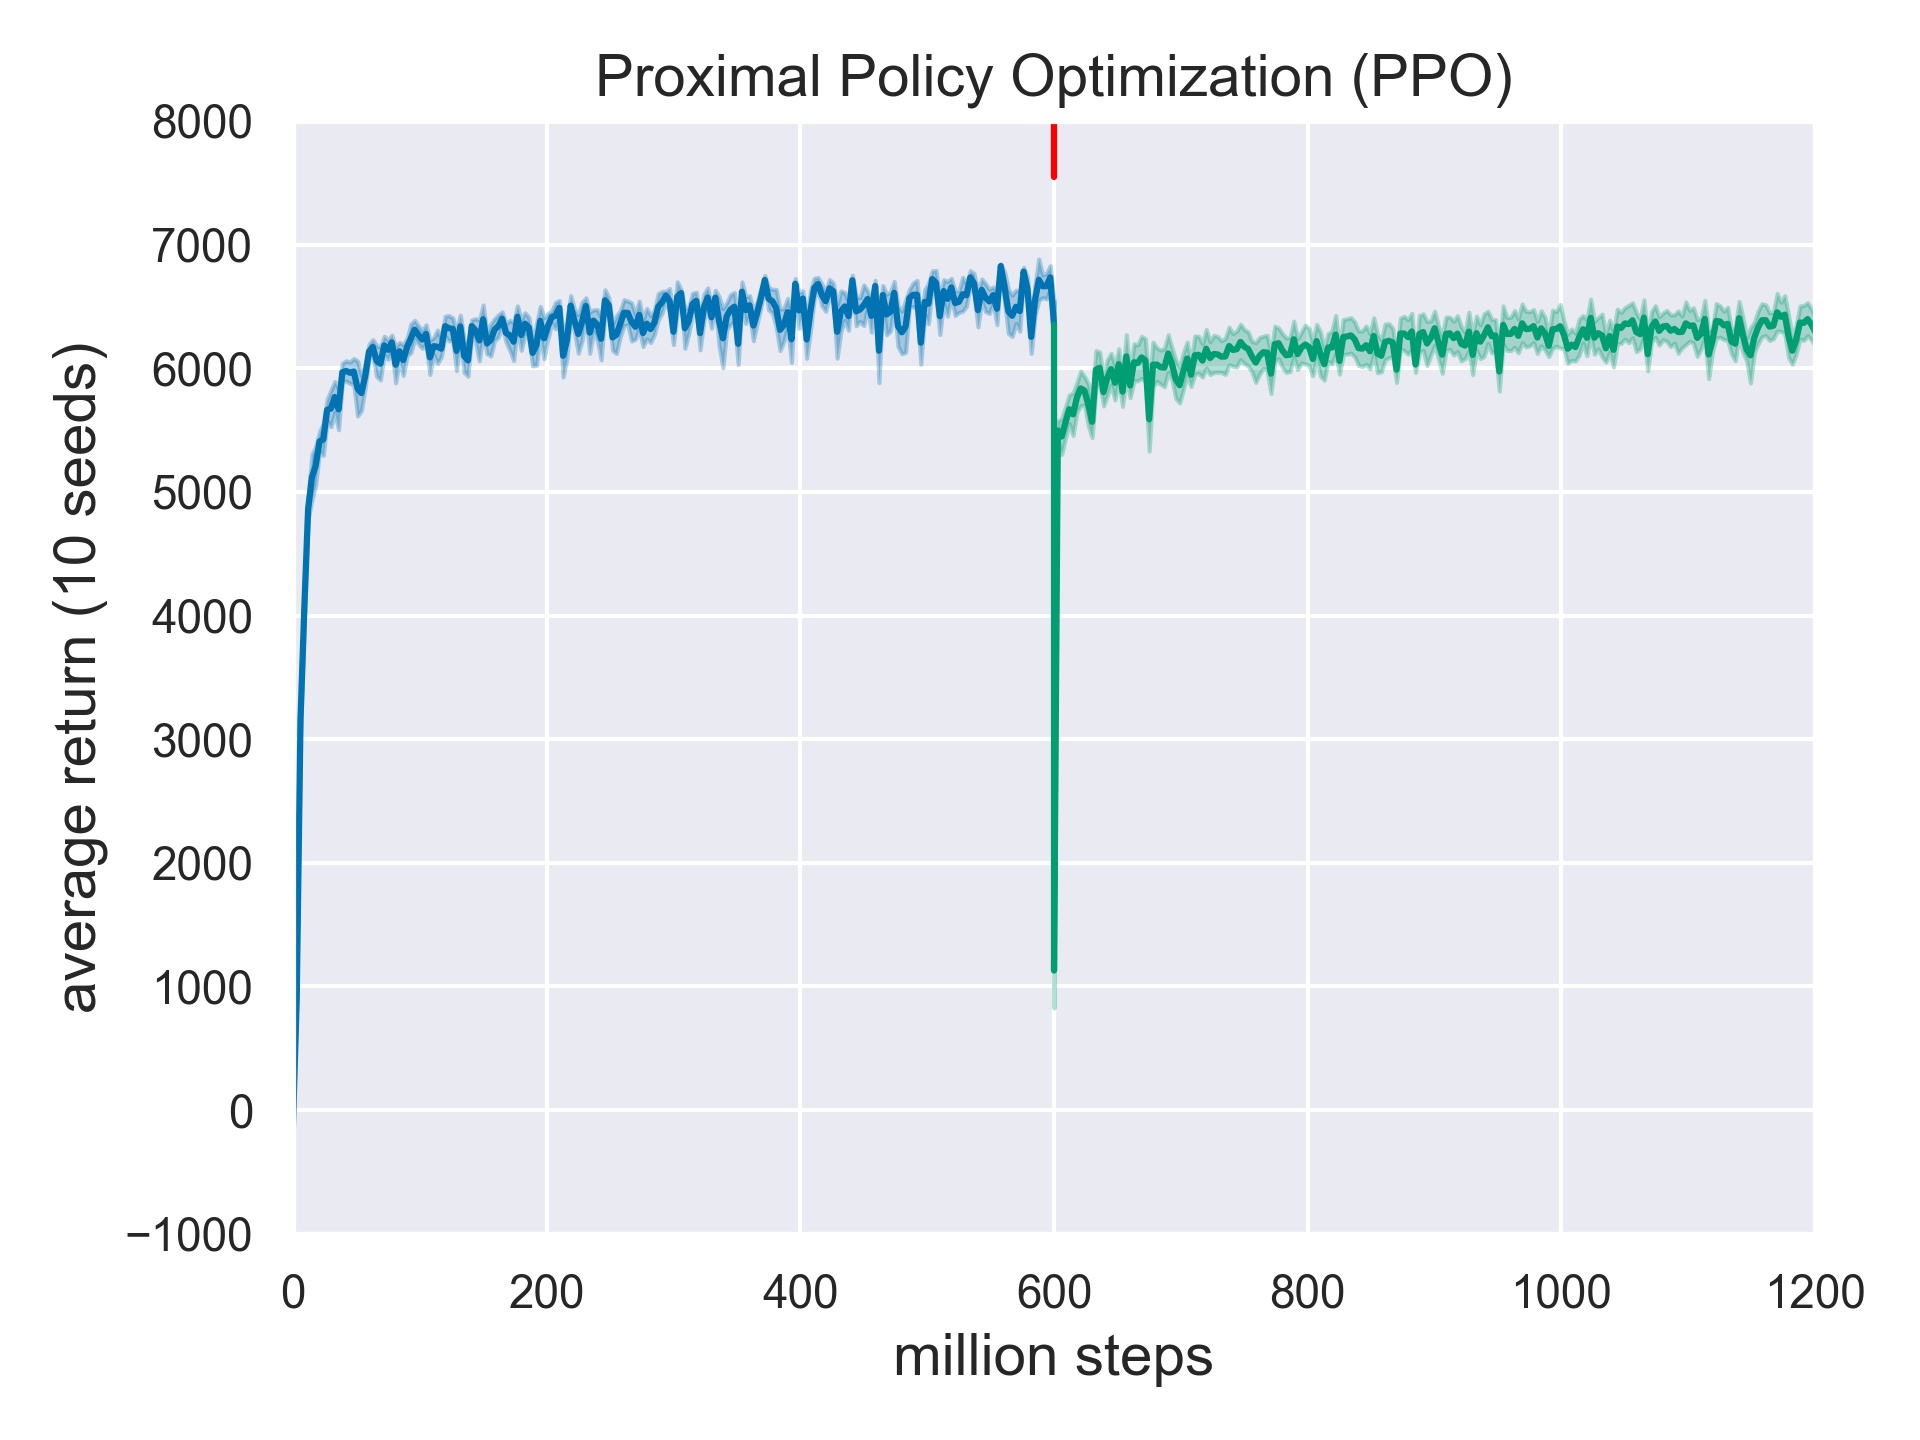 Proximal Policy Optimization (PPO)
8000
7000
6000
5000
4000
3000
2000
1000
0
−1000
average return (10 seeds)
0 200 400 600 800 1000 1200
million steps